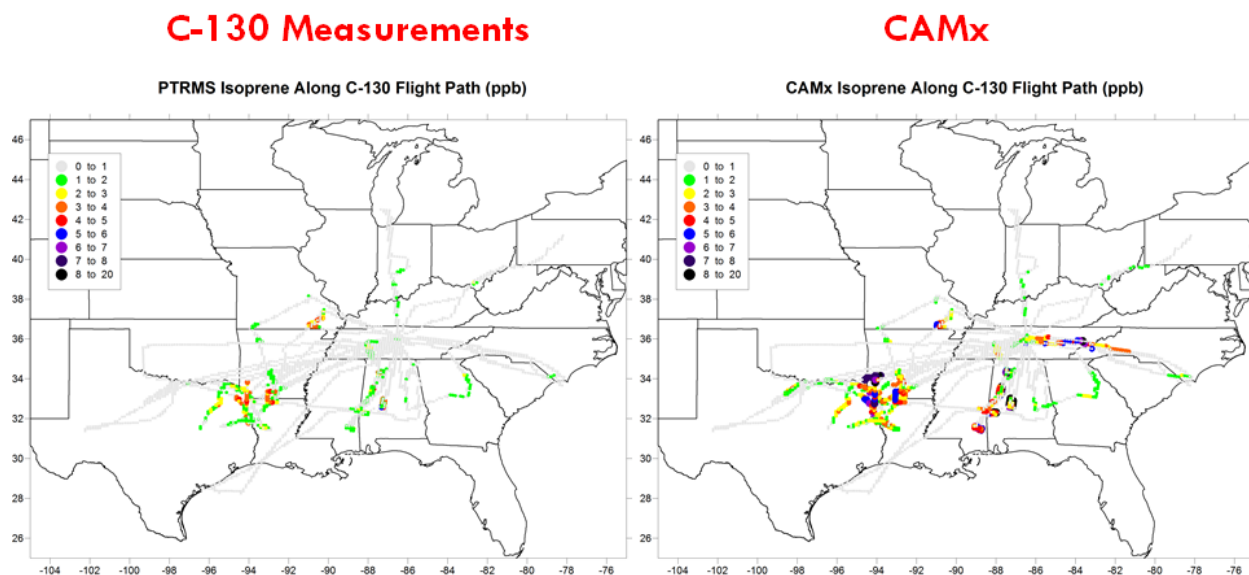 C-130 Measurements
CAMx
PTRMS Isoprene Along C-130 Flight Path (ppb)
CAMx Isoprene Along C-130 Flight Path (ppb)
46
44
42
40
38
36
34
32
30
28
26
0 to 1
1 to 2
2 to 3
3 to 4
4 to 5
5 to 6
6 to 7
7 to 8
8 to 20
-104 -102 -100 -98 -96 -94 -92 -90 -88 -86 -84 -82 -80 -78 -76
46
44
42
40
38
36
34
32
30
28
26
0 to 1
1 to 2
2 to 3
3 to 4
4 to 5
5 to 6
6 to 7
7 to 8
8 to 20
-104 -102 -100 -98 -96 -94 -92 -90 -88 -86 -84 -82 -80 -78 -76